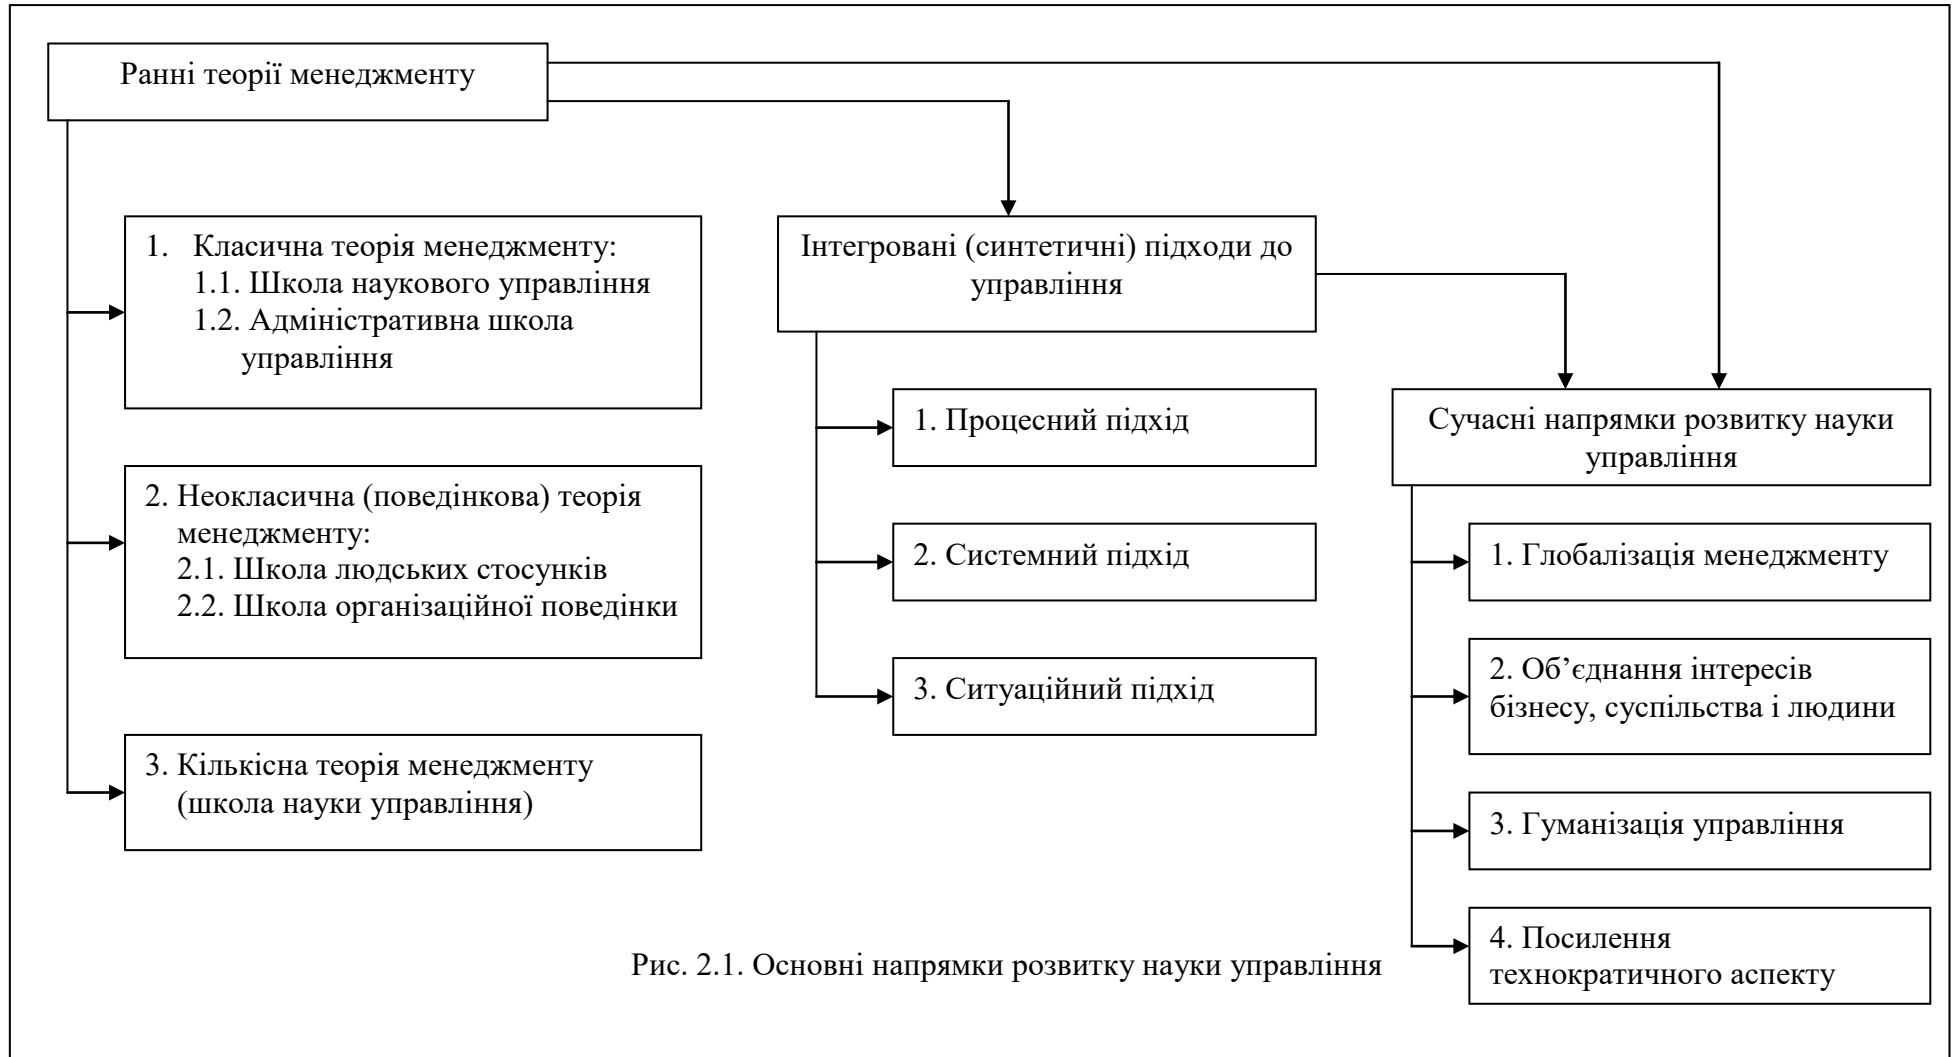 Ранні теорії менеджменту
1. Класична теорія менеджменту:
1.1. Школа наукового управління
1.2. Адміністративна школа
управління
2. Неокласична (поведінкова) теорія
менеджменту:
2.1. Школа людських стосунків
2.2. Школа організаційної поведінки
3. Кількісна теорія менеджменту
(школа науки управління)
Інтегровані (синтетичні) підходи до
управління
1. Процесний підхід
2. Системний підхід
3. Ситуаційний підхід
Сучасні напрямки розвитку науки
управління
1. Глобалізація менеджменту
2. Об’єднання інтересів
бізнесу, суспільства і людини
3. Гуманізація управління
4. Посилення
технократичного аспекту
Рис. 2.1. Основні напрямки розвитку науки управління